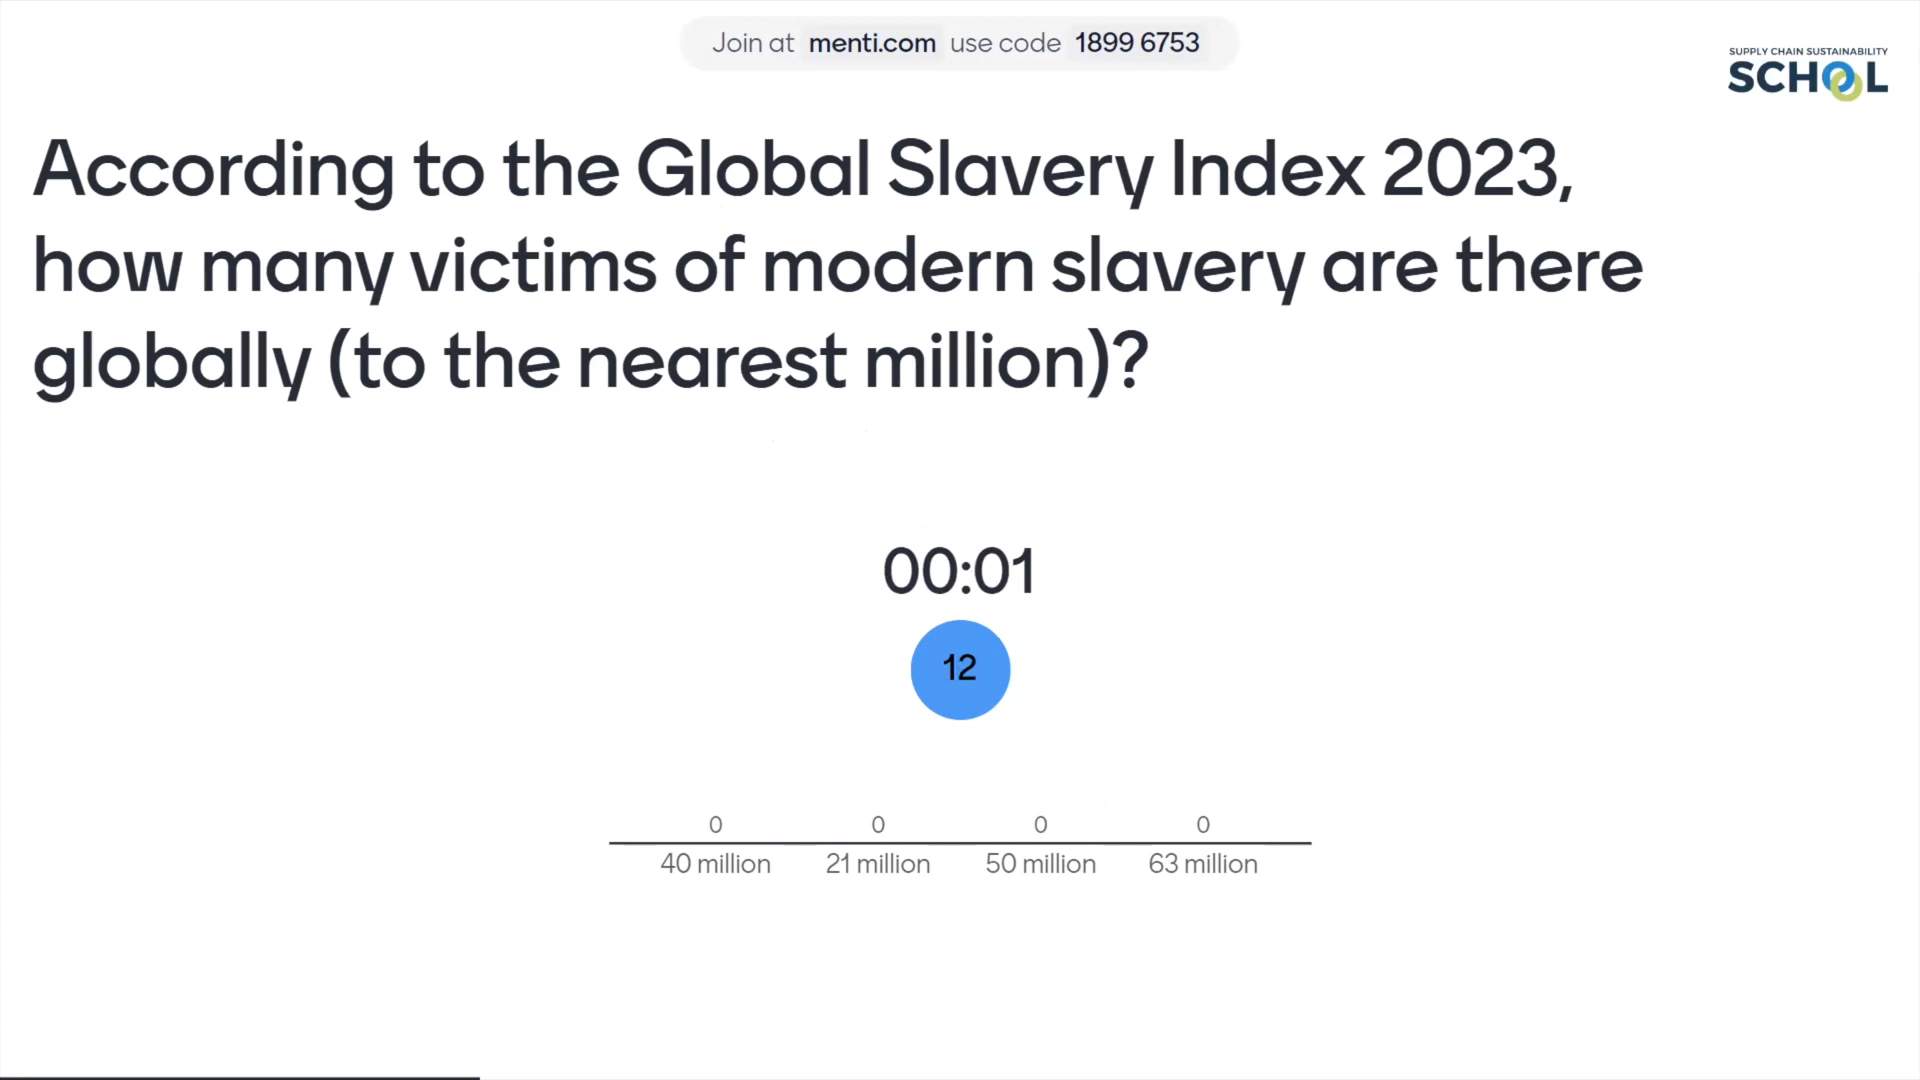 Join at menti.com use code 1899 6753
SUPPLY CHAIN SUSTAINABILITY
SCHOOL
According to the Global Slavery Index 2023,
how many victims of modern slavery are there
globally (to the nearest million)?
00:01
12
0 0 0 0
40 million 21 million 50 million 63 million